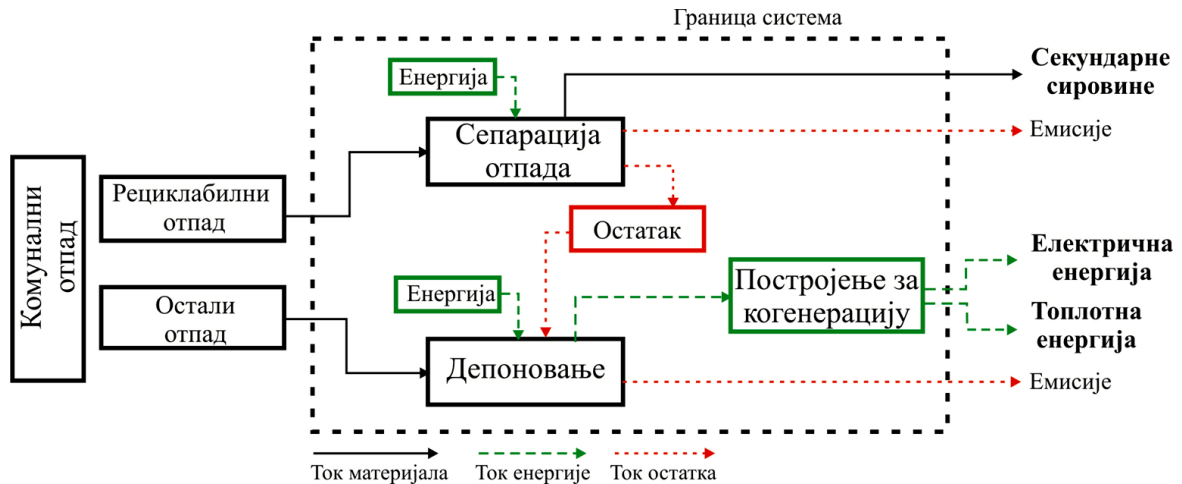 Граница система
Енергија
Секундарне
сировине
Сепарација
отпада
Емисије
Комунални
отпад
Рециклабилни
отпад
Остатак
Електрична
енергија
Постројење за
когенерацију
Енергија
Остали
отпад
Топлотна
енергија
Депоновање
Емисије
Ток материјала
Ток енергије
Ток остатка